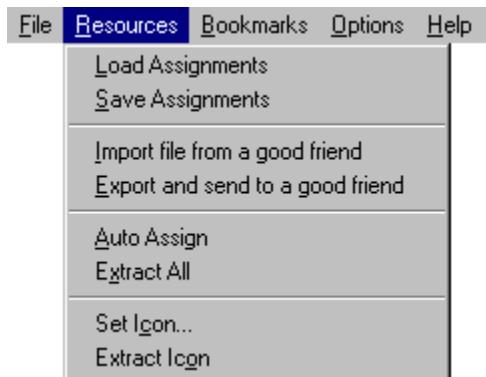 File Resources Bookmarks Options Help
Load Assignments
Save Assignments
Import file from a good friend
Export and send to a good friend
Auto Assign
Extract All
Set Icon...
Extract Icon